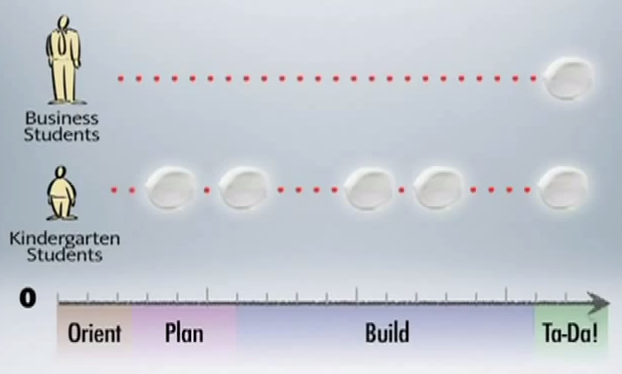 Business
Students
Kindergarten
Students
0
Orient
Plan
Build
Ta-Da!